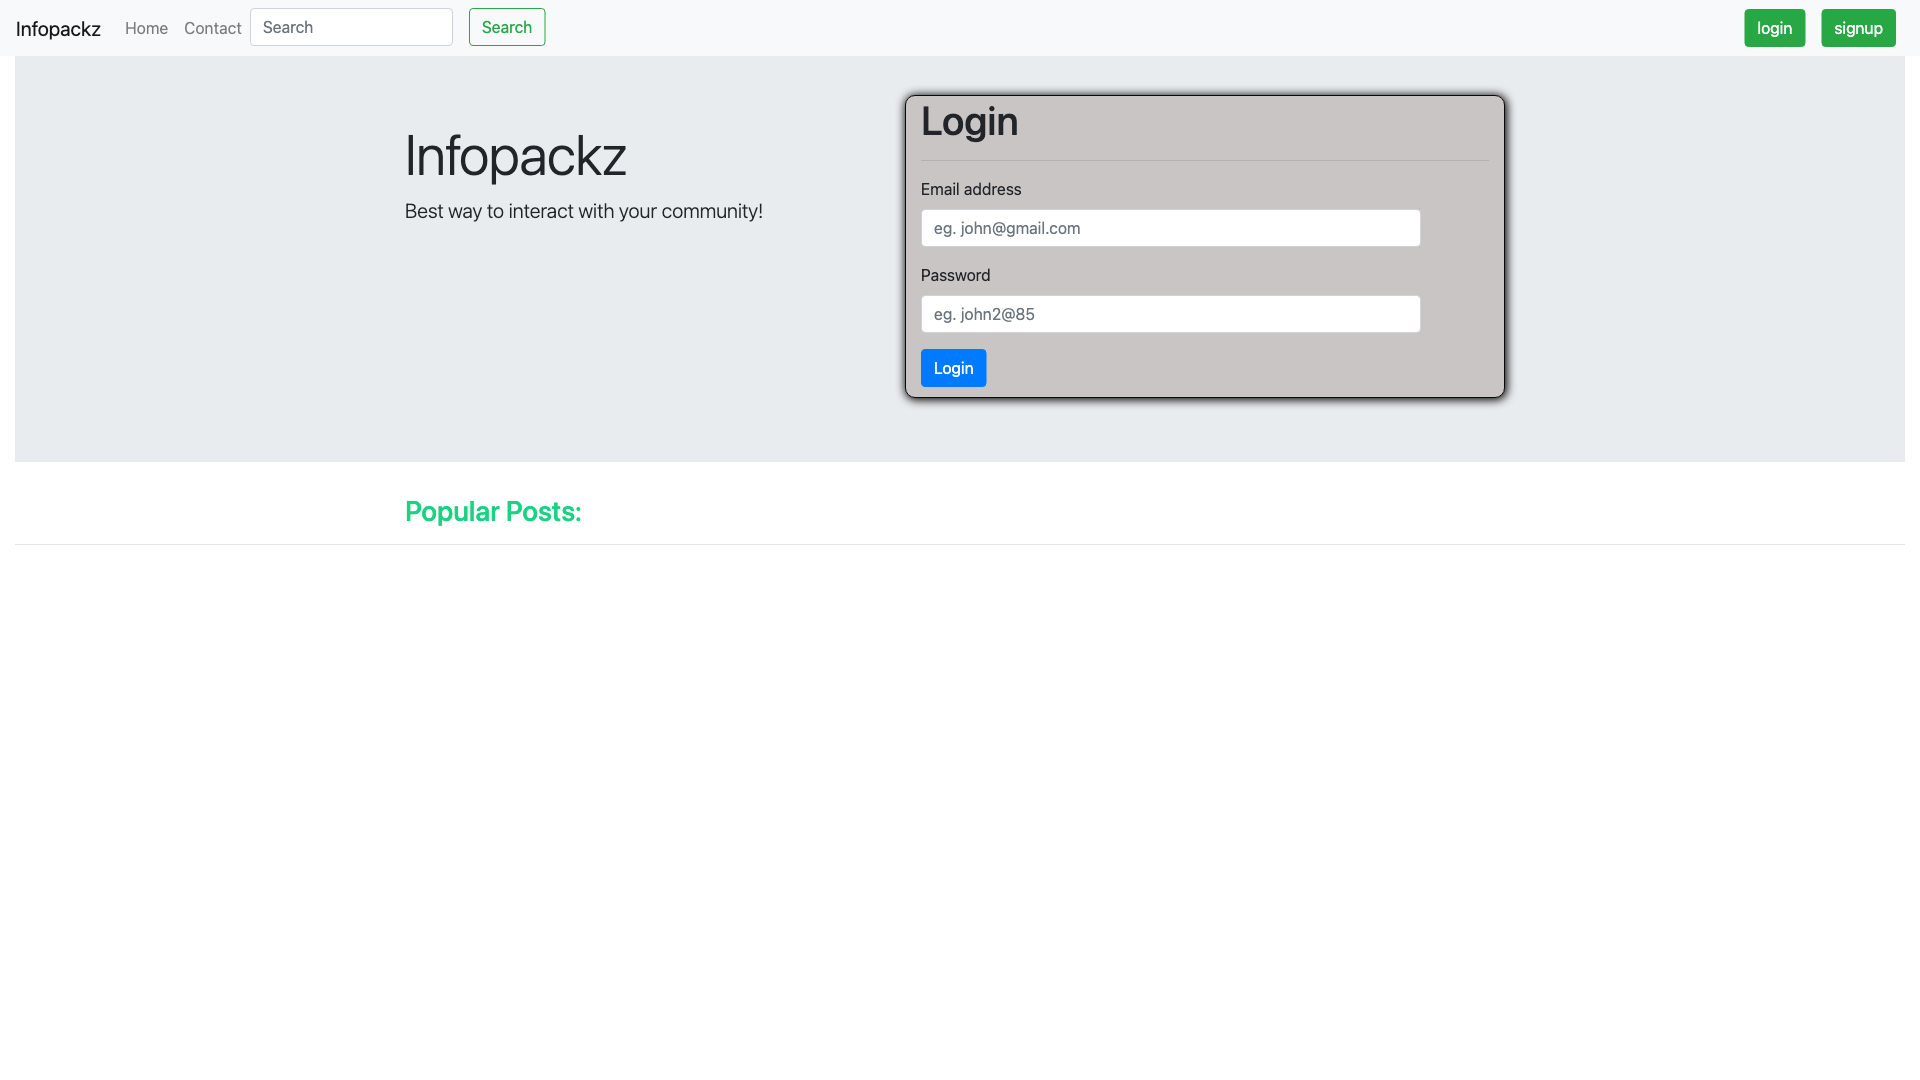 Infopackz Home Contact Search Search login signup
Infopackz
Best way to interact with your community!
Login
Email address
eg. john@gmail.com
Password
eg. john2@85
Login
Popular Posts: